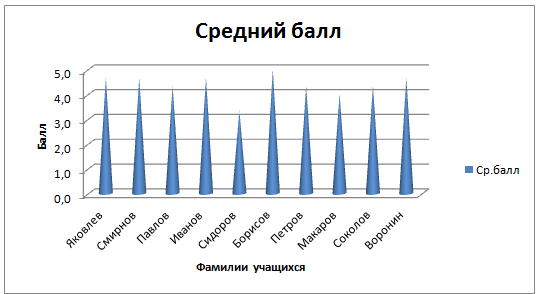 Средний балл
Балл
5,0
4,0
3,0
2,0
1,0
0,0
Яковлев
Смирнов
Павлов
Иванов
Сидоров
Борисов
Петров
Макаров
Соколов
Воронин
Ср.балл
Фамилии учащихся